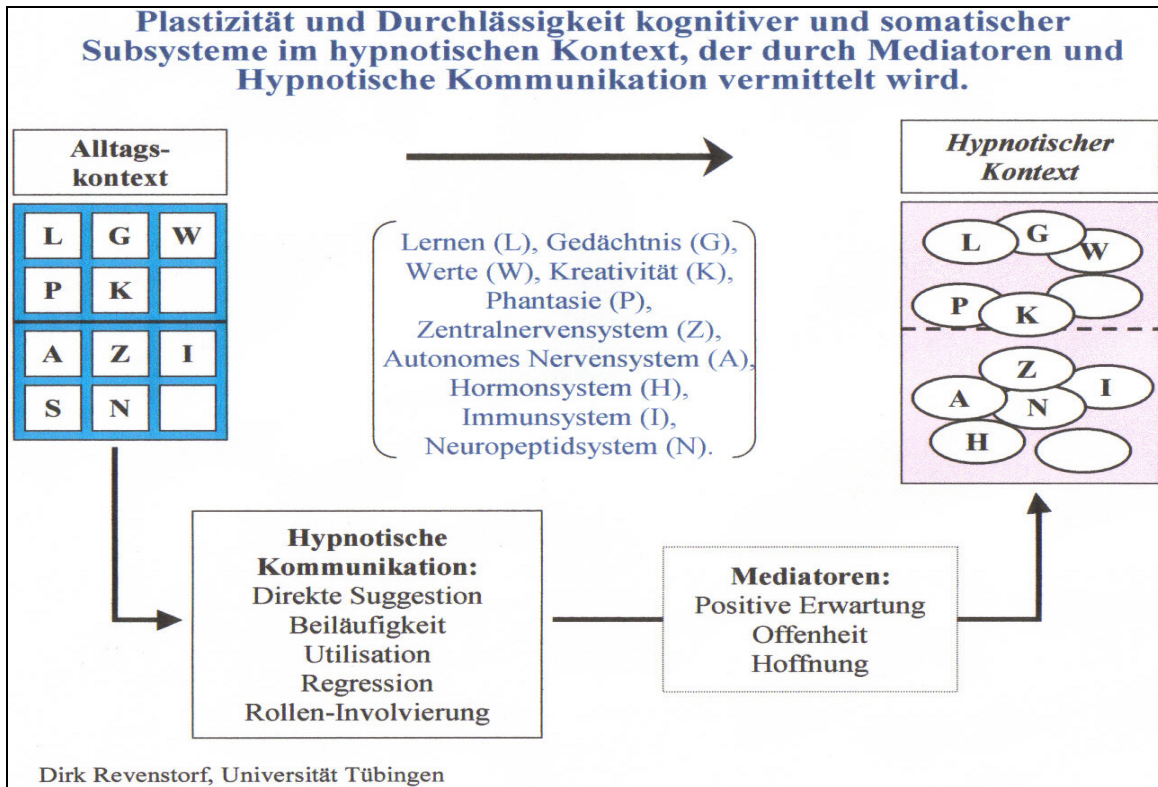 Plastizität und Durchlässigkeit kognitiver und somatischer
Subsysteme im hypnotischen Kontext, der durch Mediatoren und
Hypnotische Kommunikation vermittelt wird.
Alltags-
kontext
Hypnotischer
Kontext
L G W
P K
A Z I
S N
Lernen (L), Gedächtnis (G),
Werte (W), Kreativität (K),
Phantasie (P),
Zentralnervensystem (Z),
Autonomes Nervensystem (A),
Hormonsystem (H),
Immunsystem (I),
Neuropeptidsystem (N).
L G W
P K
Z
A N I
H
Hypnotische
Kommunikation:
Direkte Suggestion
Beiläufigkeit
Utilisation
Regression
Rollen-Involvierung
Mediatoren:
Positive Erwartung
Offenheit
Hoffnung
Dirk Revenstorf, Universität Tübingen